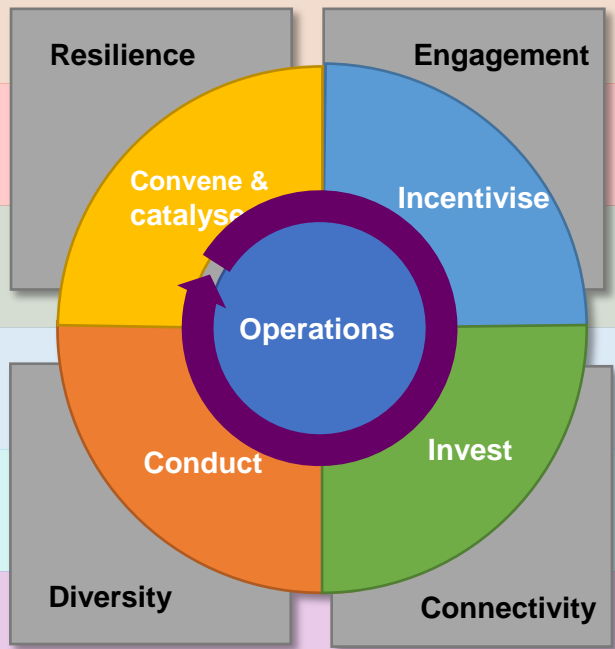 Resilience
Engagement
Convene &
catalyse
Incentivise
Operations
Conduct
Invest
Diversity
Connectivity